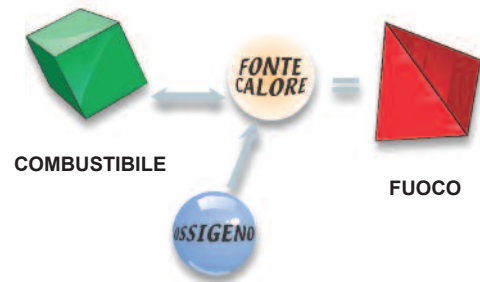 FONTE
CALORE
COMBUSTIBILE
FUOCO
OSSIGENO